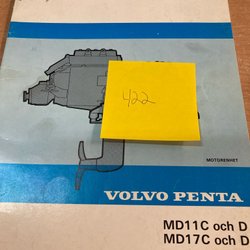 422
MOTORENHET
VOLVO PENTA
MD11C och D
MD17C och D